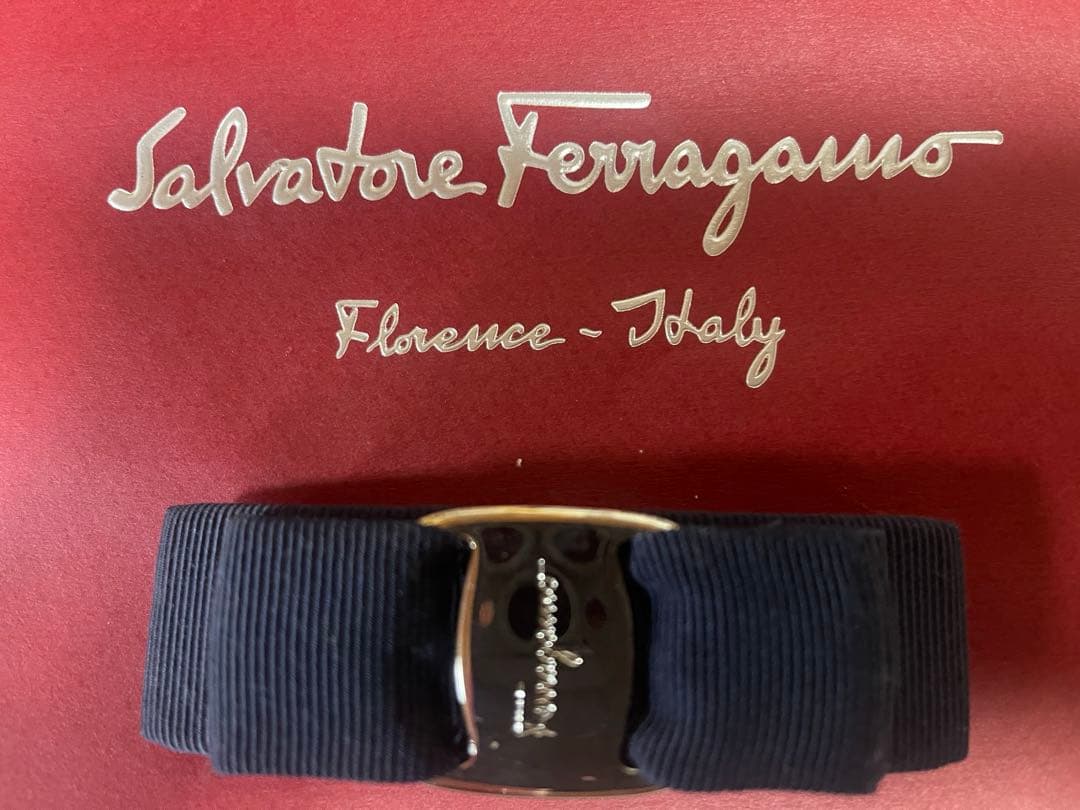 Salvatore Ferragamo
Florence - Italy
Ferragamo